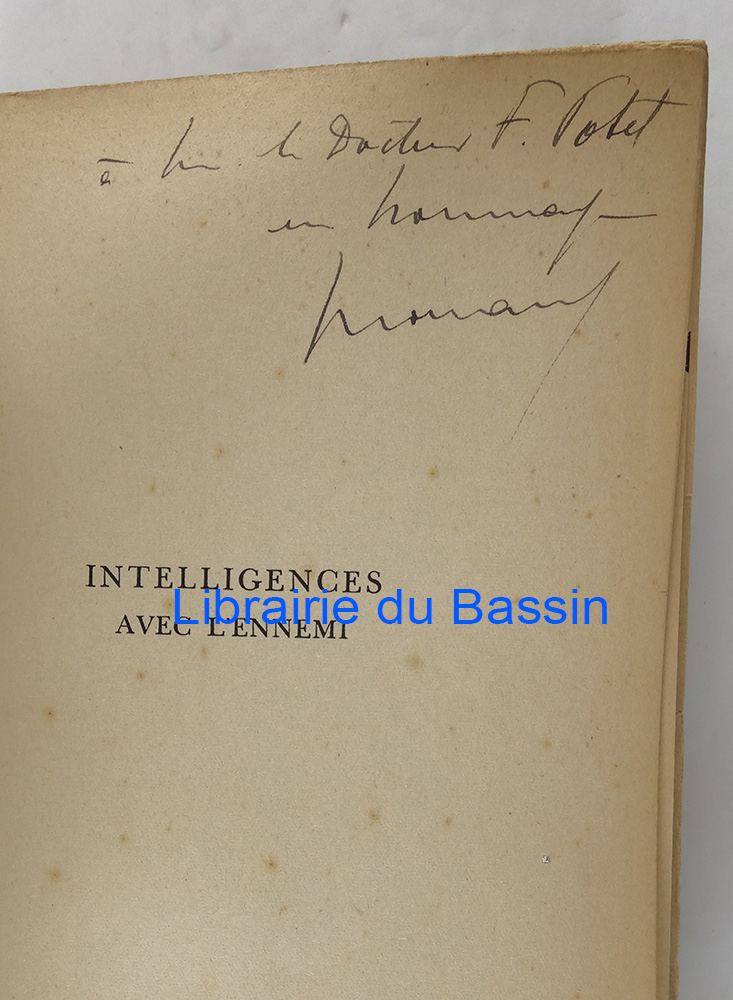 à M. le Docteur F. Potet
en hommage
INTELLIGENCES
AVEC L'ENNEMI
Librairie du Bassin